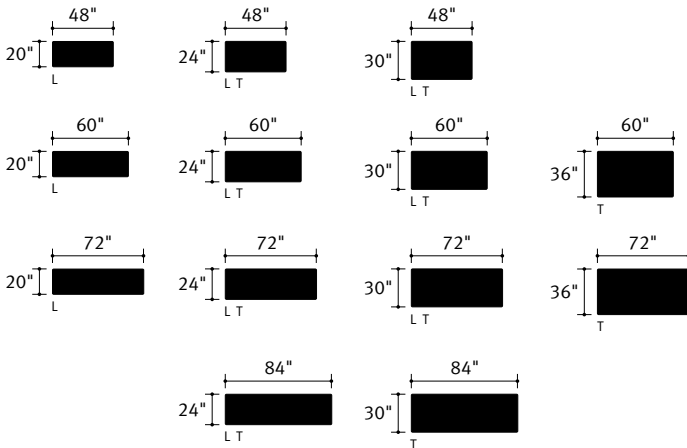 48" 48" 48"
20" 24" 30"
L L T L T
60" 60" 60" 60"
20" 24" 30" 36"
L L T L T T
72" 72" 72" 72"
20" 24" 30" 36"
L L T L T T
84" 84"
24" 30"
L T T